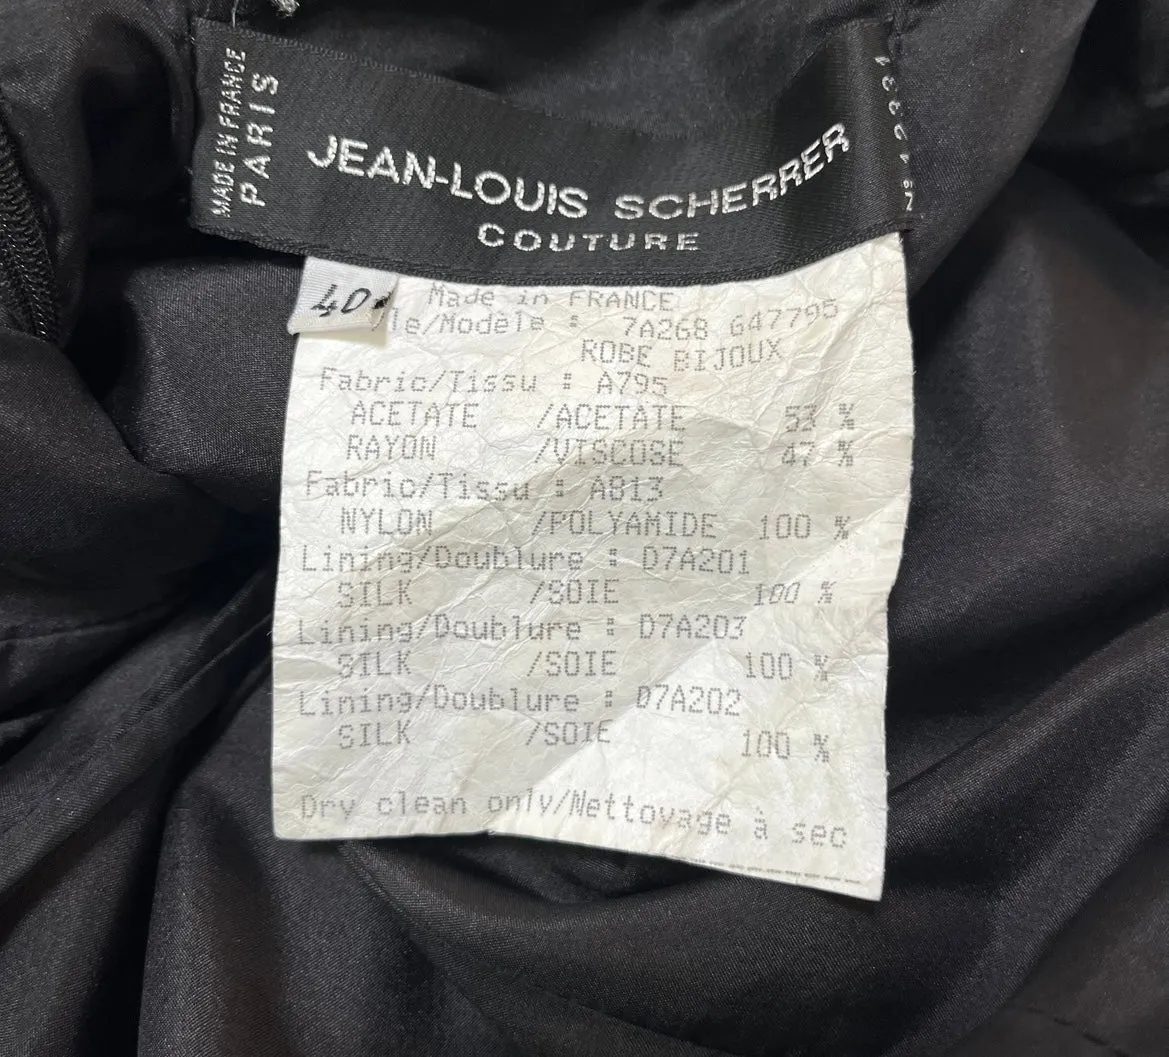 MADE IN FRANCE
PARIS
JEAN-LOUIS SCHERRER
COUTURE
40
Made in FRANCE
le/Modèle : 7A268 647795
ROBE BIJOUX
Fabric/Tissu : A795
ACETATE /ACETATE 53 %
RAYON /VISCOSE 47 %
Fabric/Tissu : A813
NYLON /POLYAMIDE 100 %
Lining/Doublure : D7A201
SILK /SOIE 100 %
Lining/Doublure : D7A203
SILK /SOIE 100 %
Lining/Doublure : D7A202
SILK /SOIE 100 %
Dry clean only/Nettoyage à sec